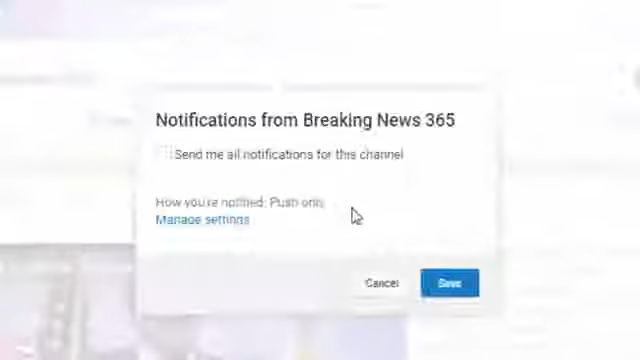 Notifications from Breaking News 365
Send me all notifications for this channel
How you're notified: Push only
Manage settings
Cancel
Save